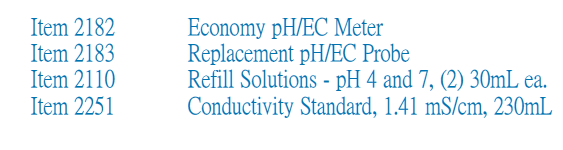 Item 2182 Economy pH/EC Meter
Item 2183 Replacement pH/EC Probe
Item 2110 Refill Solutions - pH 4 and 7, (2) 30mL ea.
Item 2251 Conductivity Standard, 1.41 mS/cm, 230mL